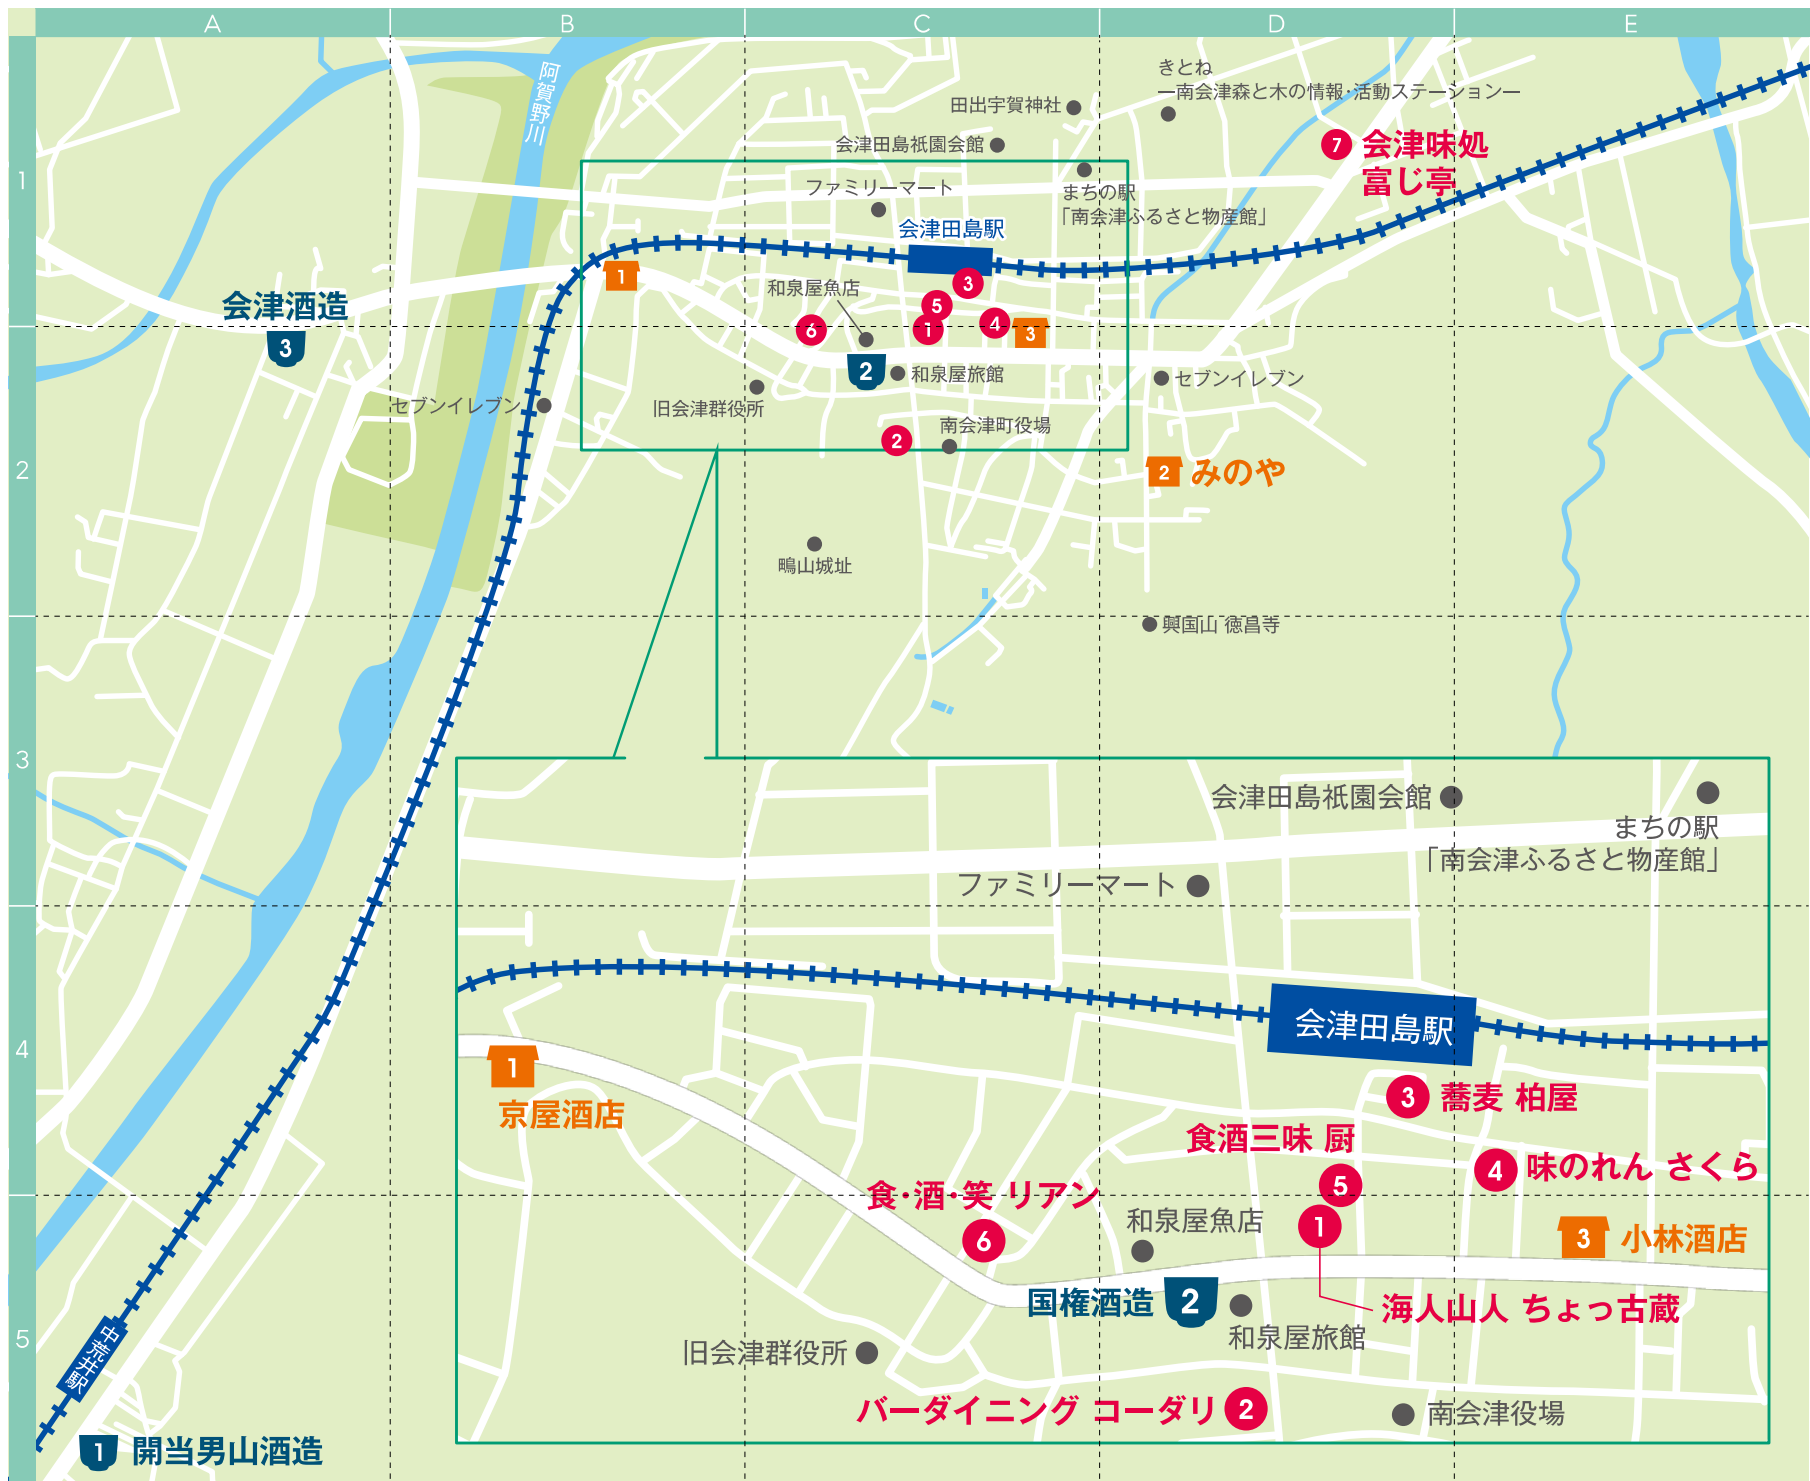 A
B
C
D
E
1
2
3
4
5
阿賀野川
きとね
ー南会津森と木の情報・活動ステーションー
田出宇賀神社
会津田島祇園会館
7 会津味処
富じ亭
ファミリーマート
まちの駅
「南会津ふるさと物産館」
会津田島駅
1
3
和泉屋魚店
5
会津酒造
3
6
1
4
3
2
和泉屋旅館
セブンイレブン
セブンイレブン
旧会津群役所
南会津町役場
2
2 みのや
鴫山城址
興国山 徳昌寺
会津田島祇園会館
まちの駅
「南会津ふるさと物産館」
ファミリーマート
会津田島駅
1
京屋酒店
3 蕎麦 柏屋
食酒三味 厨
5
4 味のれん さくら
食・酒・笑 リアン
6
和泉屋魚店
1
3 小林酒店
国権酒造 2
海人山人 ちょっ古蔵
和泉屋旅館
旧会津群役所
バーダイニング コーダリ 2
南会津役場
中荒井駅
1 開当男山酒造